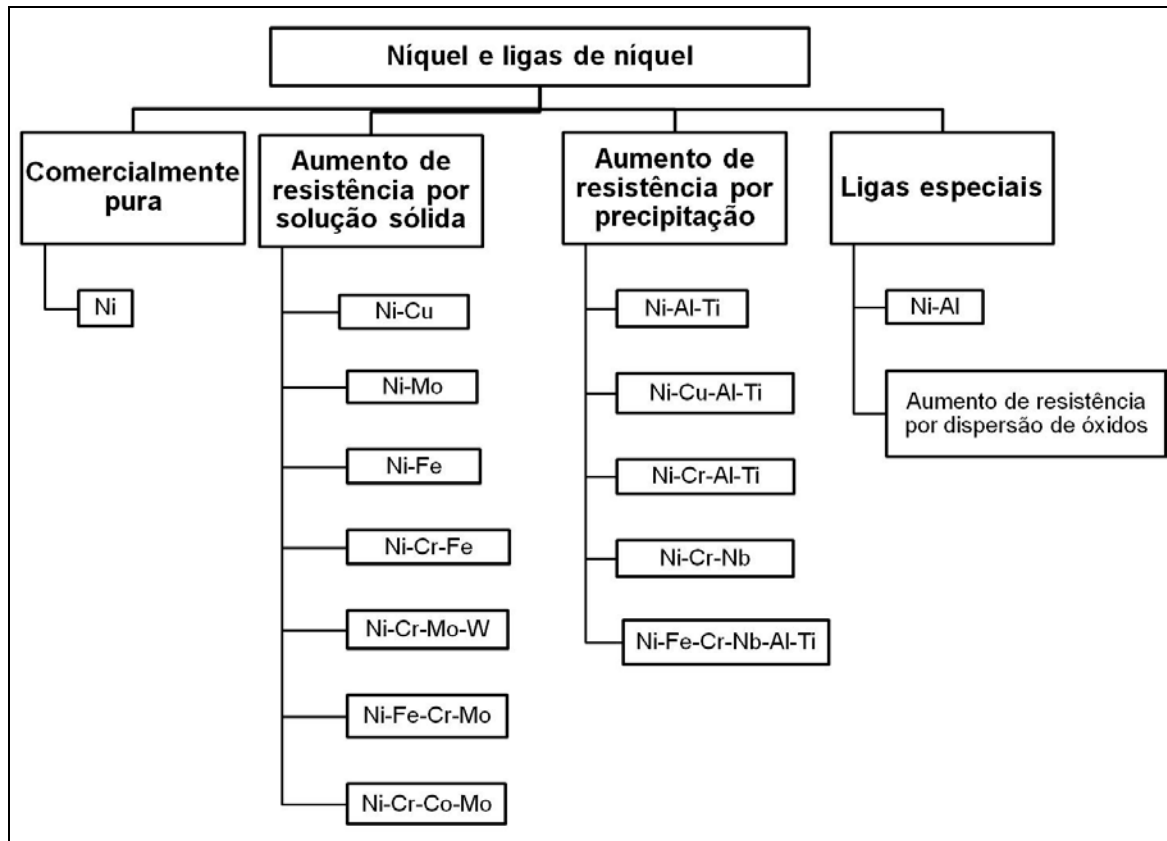 Níquel e ligas de níquel
Comercialmente
pura
Ni
Aumento de
resistência por
solução sólida
Ni-Cu
Ni-Mo
Ni-Fe
Ni-Cr-Fe
Ni-Cr-Mo-W
Ni-Fe-Cr-Mo
Ni-Cr-Co-Mo
Aumento de
resistência por
precipitação
Ni-Al-Ti
Ni-Cu-Al-Ti
Ni-Cr-Al-Ti
Ni-Cr-Nb
Ni-Fe-Cr-Nb-Al-Ti
Ligas especiais
Ni-Al
Aumento de resistência
por dispersão de óxidos